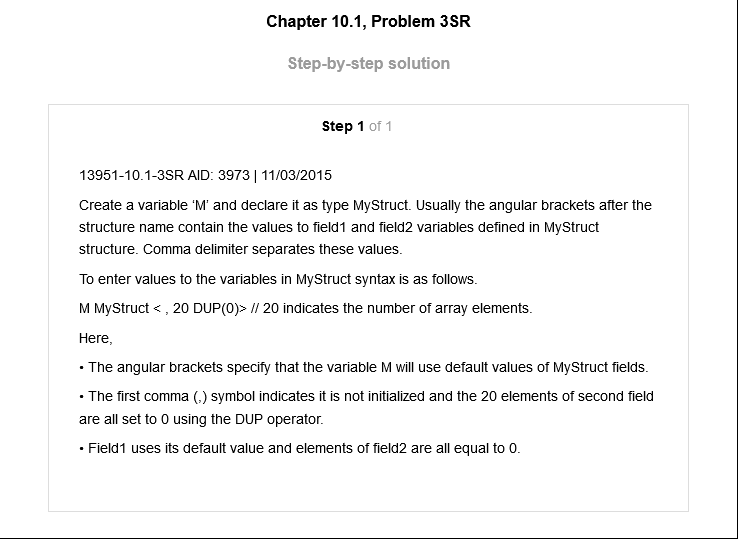 Chapter 10.1, Problem 3SR
Step-by-step solution
Step 1 of 1
13951-10.1-3SR AID: 3973 | 11/03/2015
Create a variable ‘M’ and declare it as type MyStruct. Usually the angular brackets after the
structure name contain the values to field1 and field2 variables defined in MyStruct
structure. Comma delimiter separates these values.
To enter values to the variables in MyStruct syntax is as follows.
M MyStruct < , 20 DUP(0)> // 20 indicates the number of array elements.
Here,
• The angular brackets specify that the variable M will use default values of MyStruct fields.
• The first comma (,) symbol indicates it is not initialized and the 20 elements of second field
are all set to 0 using the DUP operator.
• Field1 uses its default value and elements of field2 are all equal to 0.